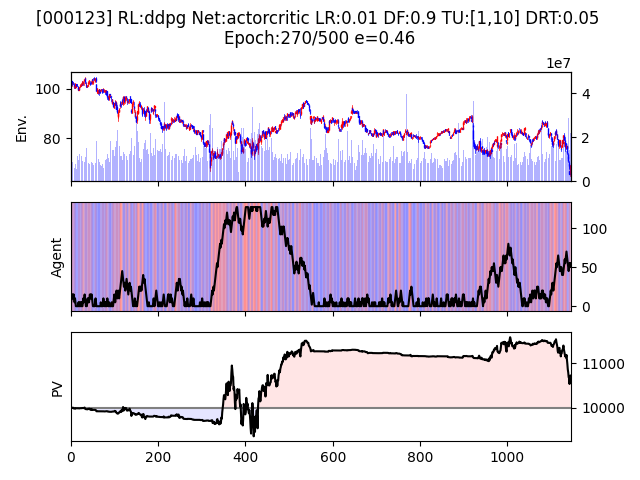 [000123] RL:ddpg Net:actorcritic LR:0.01 DF:0.9 TU:[1,10] DRT:0.05
Epoch:270/500 e=0.46
1e7
100
80
Env.
4
2
0
Agent
100
50
0
PV
11000
10000
0 200 400 600 800 1000